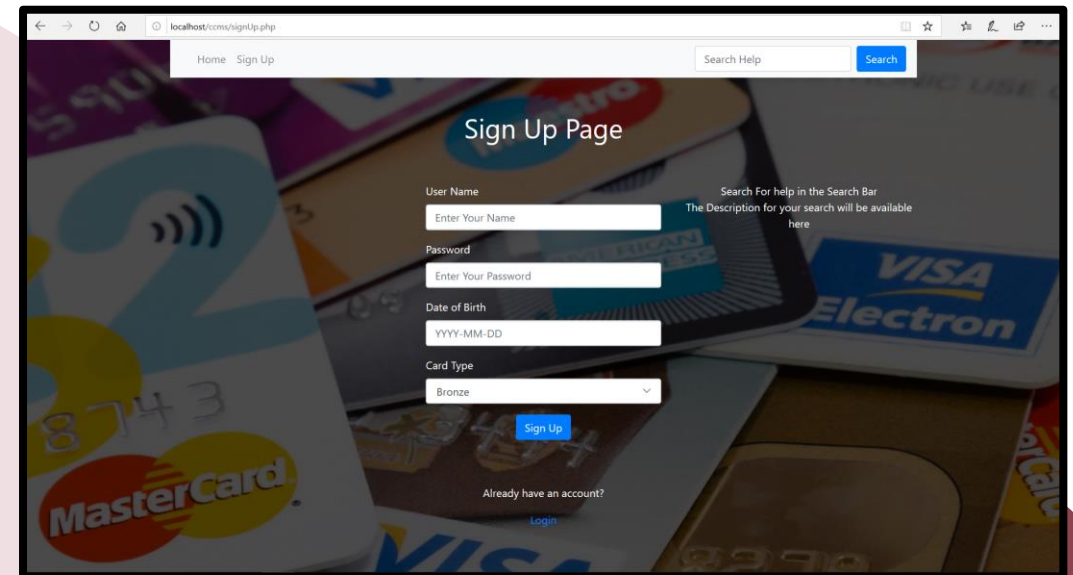 localhost/ccms/signUp.php
Home Sign Up
Search Help
Search
Sign Up Page
User Name
Enter Your Name
Password
Enter Your Password
Date of Birth
YYYY-MM-DD
Card Type
Bronze
Sign Up
Already have an account?
Login
Search For help in the Search Bar
The Description for your search will be available
here
2
AMERICAN
EXPRESS
VISA
Electron
8743
MasterCard
VISA